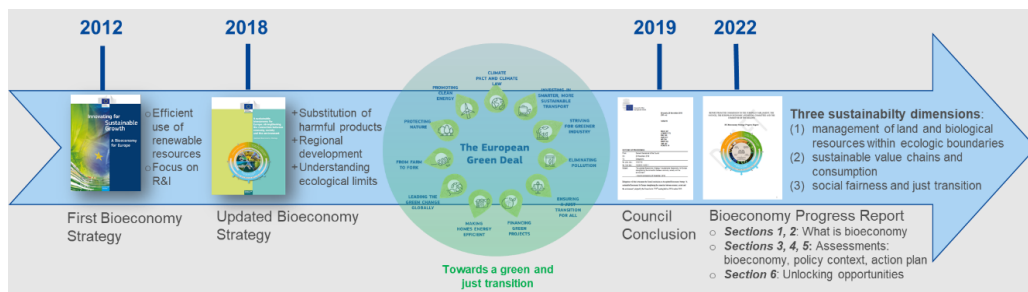 2012
2018
2019
2022
Innovating for
Sustainable
Growth
A Bioeconomy
for Europe
oEfficient
use of
renewable
resources
oFocus on
R&I
First Bioeconomy
Strategy
+Substitution of
harmful products
+Regional
development
+Understanding
ecological limits
Updated Bioeconomy
Strategy
CLIMATE
PACT AND CLIMATE
LAW
INVESTING IN
SMARTER, MORE
SUSTAINABLE
TRANSPORT
STRIVING
FOR GREENER
INDUSTRY
ELIMINATING
POLLUTION
ENSURING
A JUST
TRANSITION
FOR ALL
FINANCING
GREEN
PROJECTS
MAKING
HOMES ENERGY
EFFICIENT
LEADING THE
GREEN CHANGE
GLOBALLY
FROM FARM
TO FORK
PROTECTING
NATURE
PROMOTING
CLEAN
ENERGY
The European
Green Deal
Towards a green and
just transition
Council
Conclusion
Three sustainabilty dimensions:
(1) management of land and biological
resources within ecologic boundaries
(2) sustainable value chains and
consumption
(3) social fairness and just transition
Bioeconomy Progress Report
o Sections 1, 2: What is bioeconomy
o Sections 3, 4, 5: Assessments:
bioeconomy, policy context, action plan
o Section 6: Unlocking opportunities